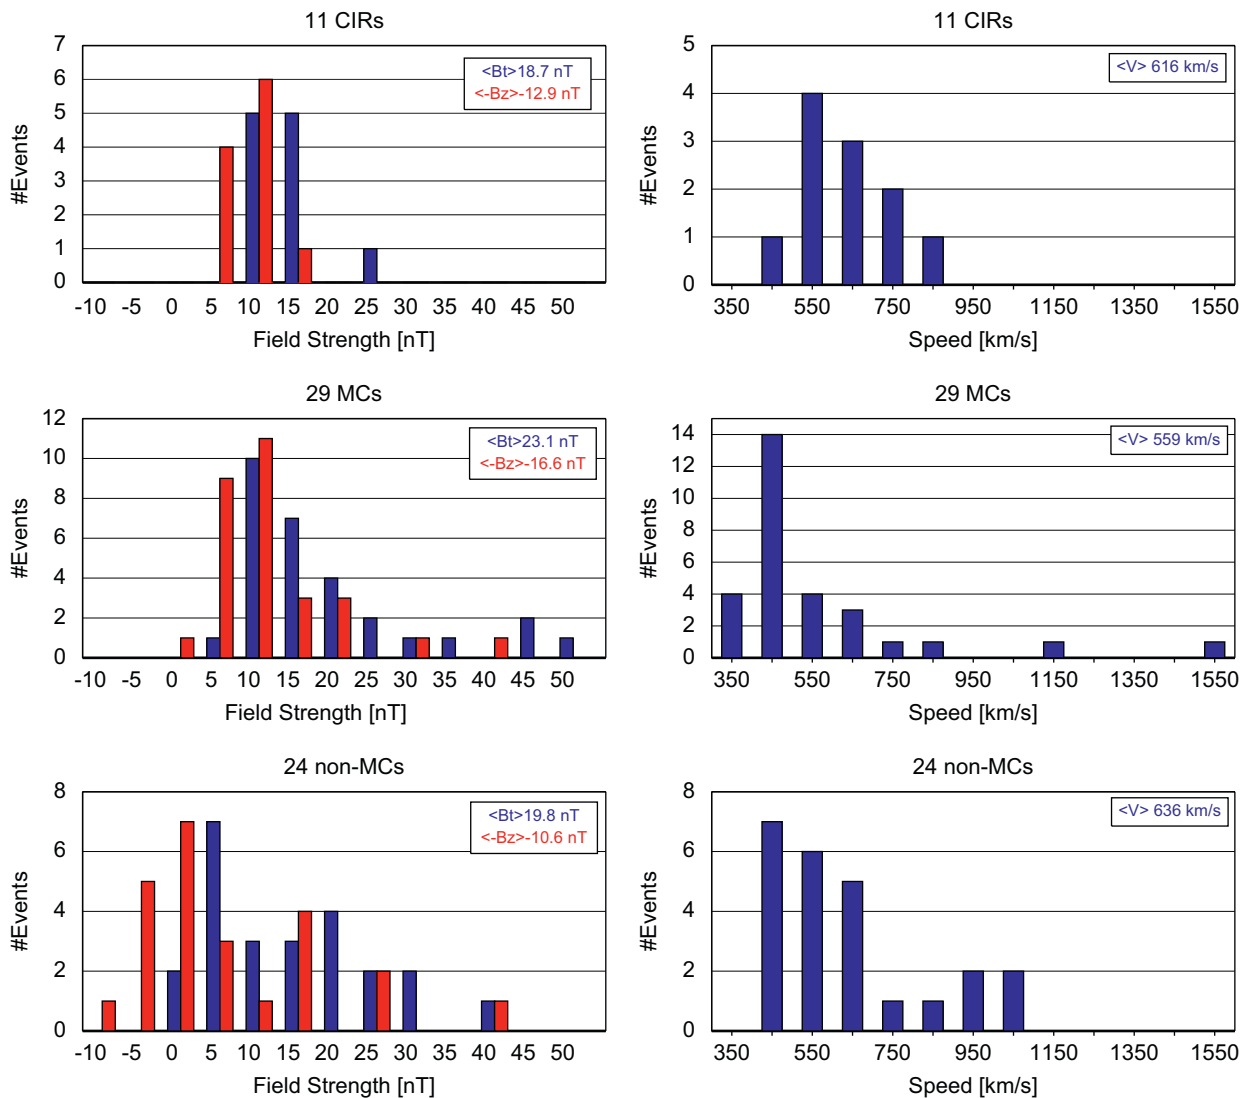 11 CIRs
7
6
5
4
3
2
1
0
#Events
<Bt>18.7 nT
<-Bz>-12.9 nT
-10 -5 0 5 10 15 20 25 30 35 40 45 50
Field Strength [nT]
11 CIRs
5
4
3
2
1
0
#Events
<V> 616 km/s
350 550 750 950 1150 1350 1550
Speed [km/s]
29 MCs
12
10
8
6
4
2
0
#Events
<Bt>23.1 nT
<-Bz>-16.6 nT
-10 -5 0 5 10 15 20 25 30 35 40 45 50
Field Strength [nT]
29 MCs
14
12
10
8
6
4
2
0
#Events
<V> 559 km/s
350 550 750 950 1150 1350 1550
Speed [km/s]
24 non-MCs
8
6
4
2
0
#Events
<Bt>19.8 nT
<-Bz>-10.6 nT
-10 -5 0 5 10 15 20 25 30 35 40 45 50
Field Strength [nT]
24 non-MCs
8
6
4
2
0
#Events
<V> 636 km/s
350 550 750 950 1150 1350 1550
Speed [km/s]